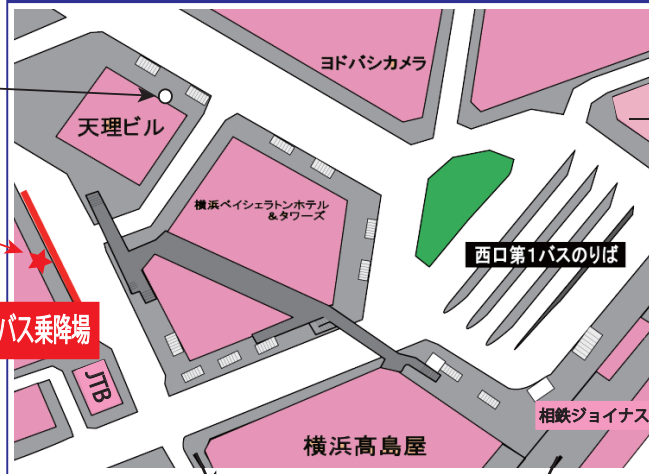 ヨドバシカメラ
天理ビル
横浜ベイシェラトンホテル
&タワーズ
西口第1バスのりば
バス乗降場
JTB
相鉄ジョイナス
横浜髙島屋